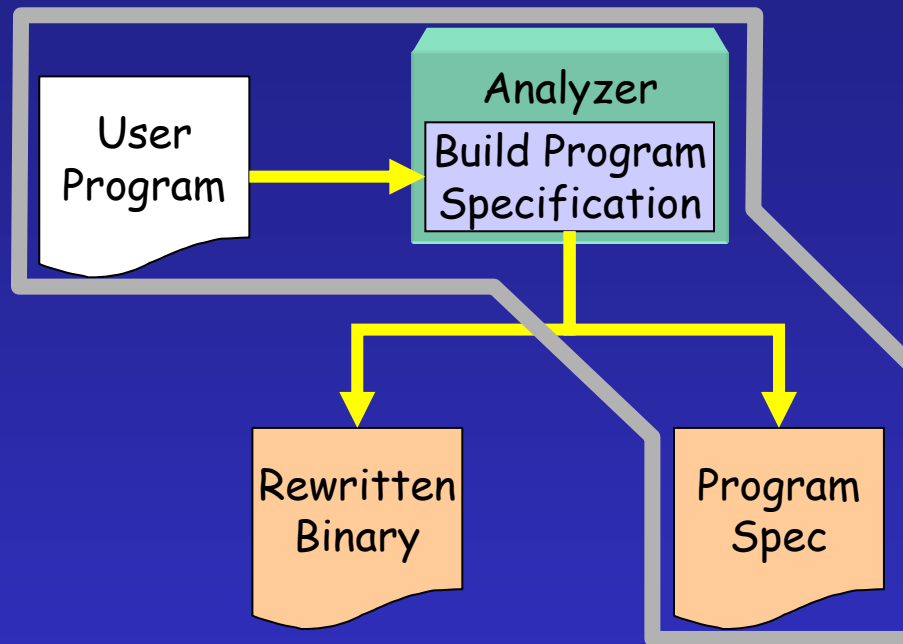 User
Program
Analyzer
Build Program
Specification
Rewritten
Binary
Program
Spec